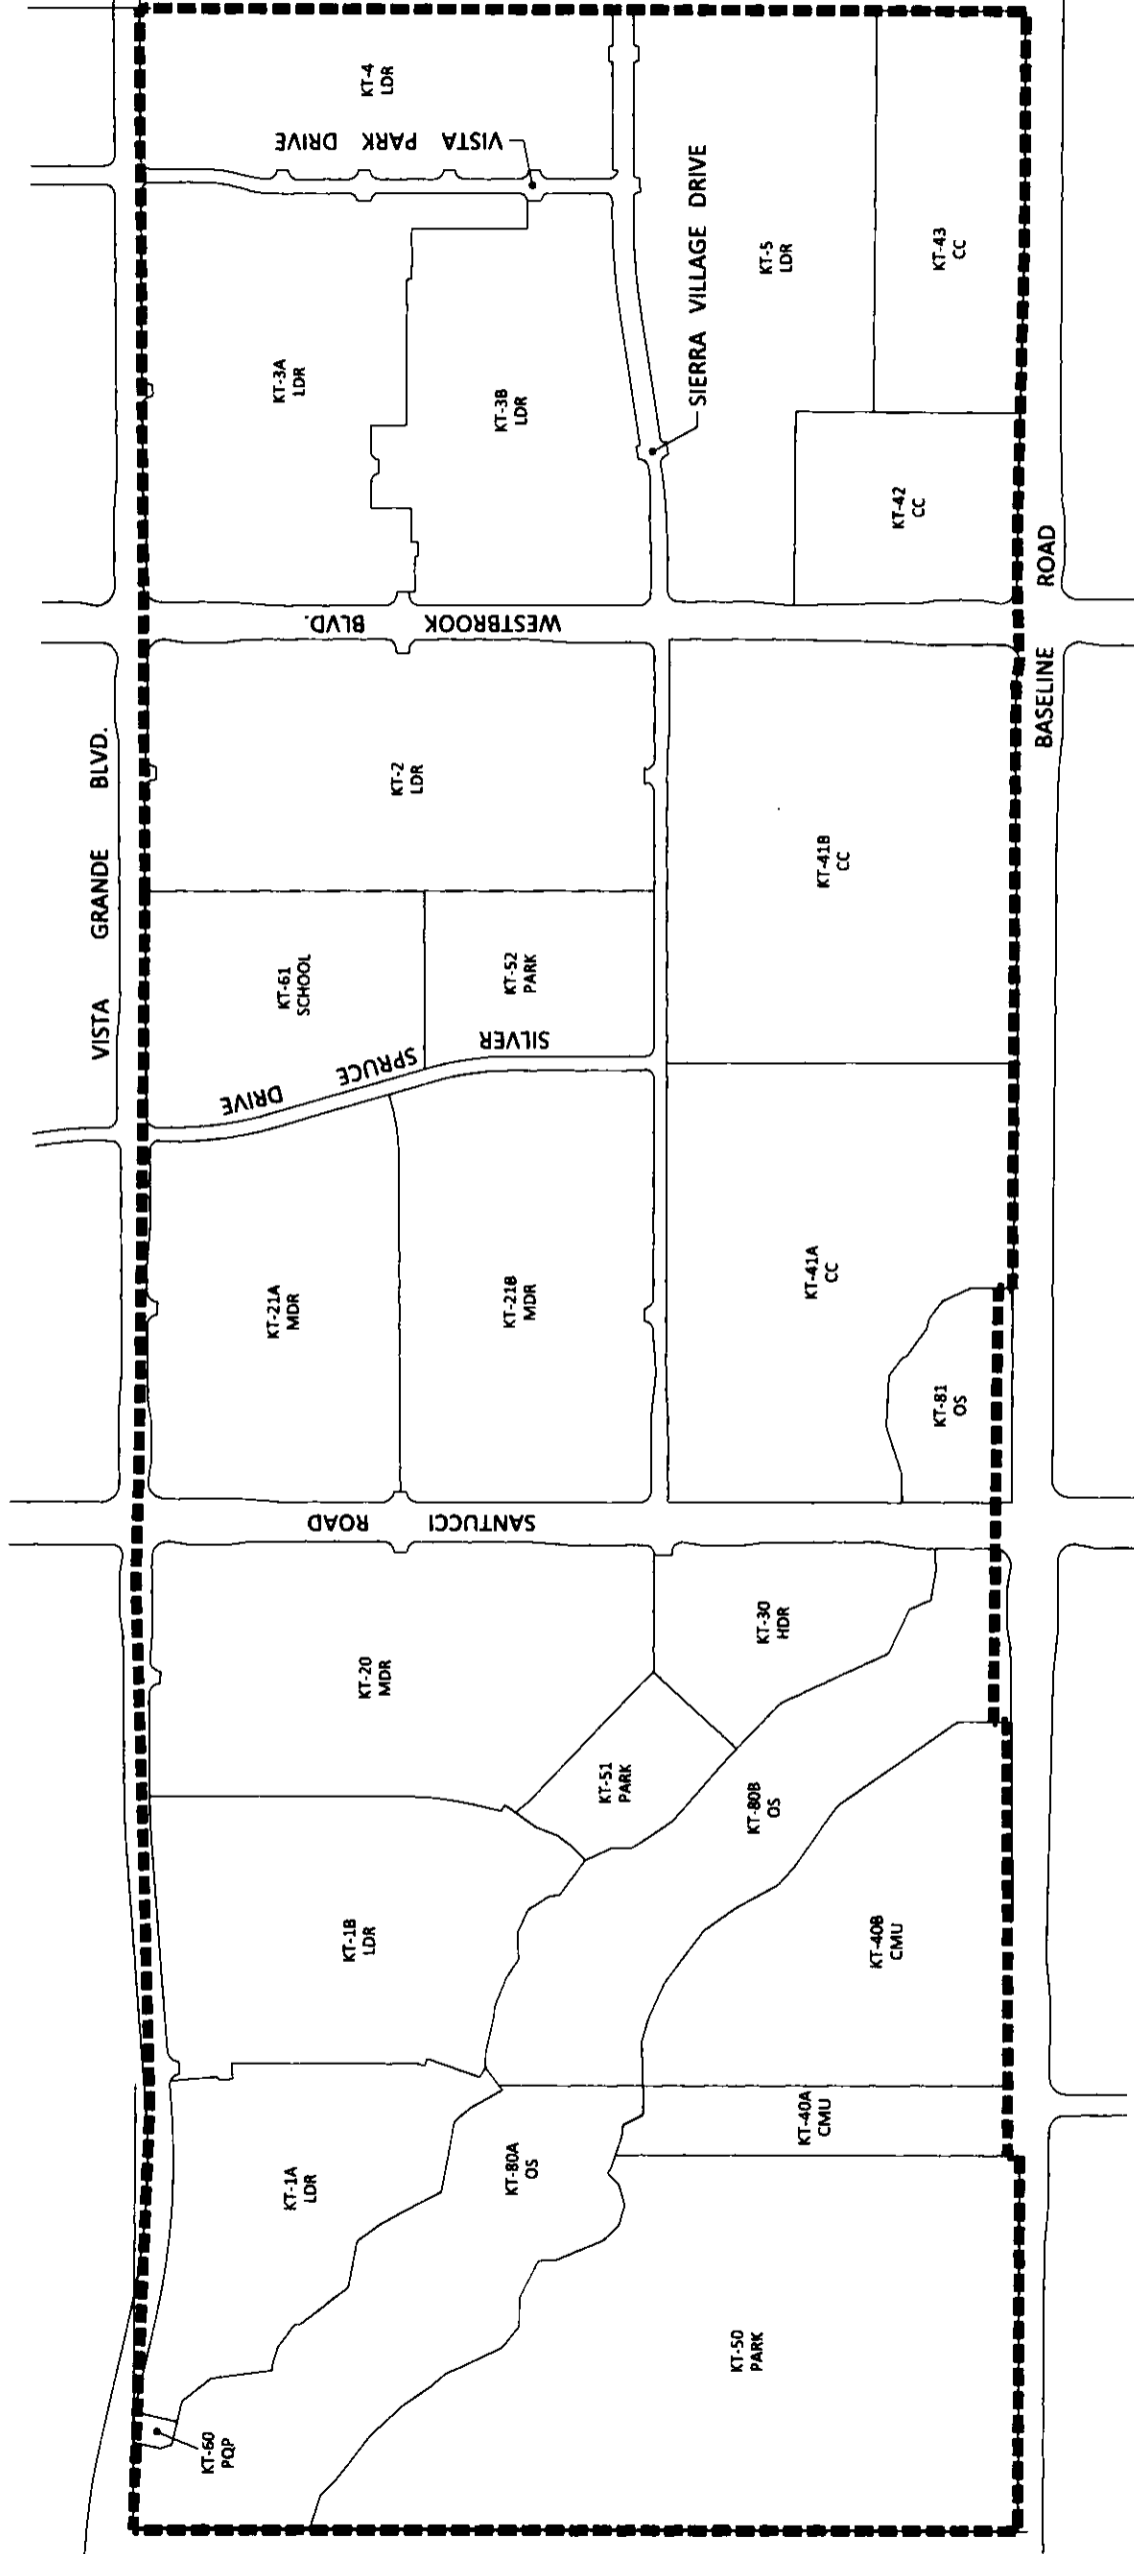 KT-4
LDR
VISTA PARK DRIVE
SIERRA VILLAGE DRIVE
KT-5
LDR
KT-43
CC
KT-3A
LDR
KT-3B
LDR
KT-42
CC
WESTBROOK BLVD.
BASELINE ROAD
VISTA GRANDE BLVD.
KT-2
LDR
KT-41B
CC
KT-61
SCHOOL
KT-52
PARK
SILVER SPRUCE DRIVE
KT-21A
MDR
KT-21B
MDR
KT-41A
CC
KT-81
OS
SANTUCCI ROAD
KT-20
MDR
KT-30
HDR
KT-51
PARK
KT-80B
OS
KT-1B
LDR
KT-40B
CMU
KT-40A
CMU
KT-1A
LDR
KT-80A
OS
KT-50
PARK
KT-60
PQP